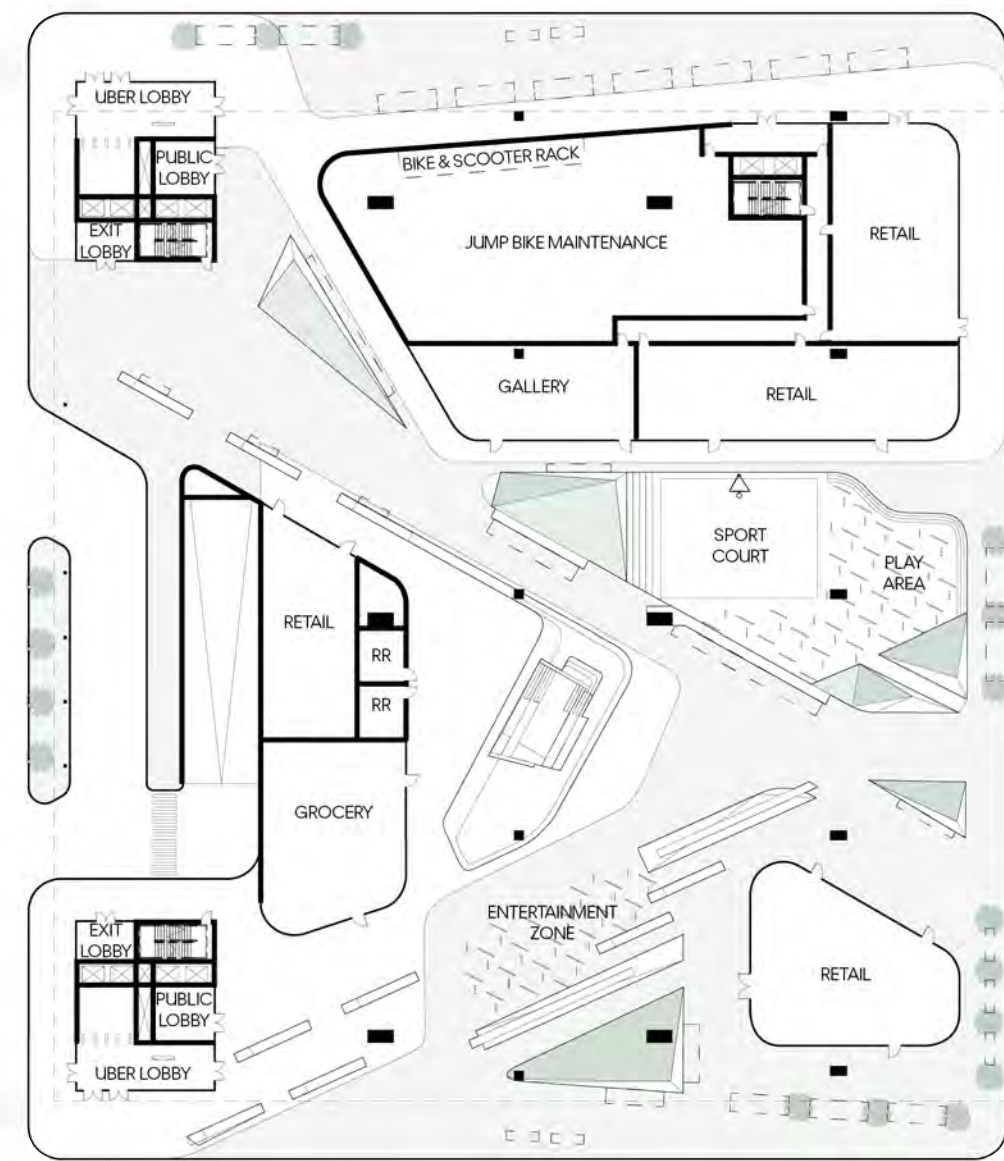 UBER LOBBY
PUBLIC
LOBBY
EXIT
LOBBY
BIKE & SCOOTER RACK
JUMP BIKE MAINTENANCE
RETAIL
GALLERY
RETAIL
SPORT
COURT
PLAY
AREA
RETAIL
RR
RR
GROCERY
ENTERTAINMENT
ZONE
RETAIL
EXIT
LOBBY
PUBLIC
LOBBY
UBER LOBBY